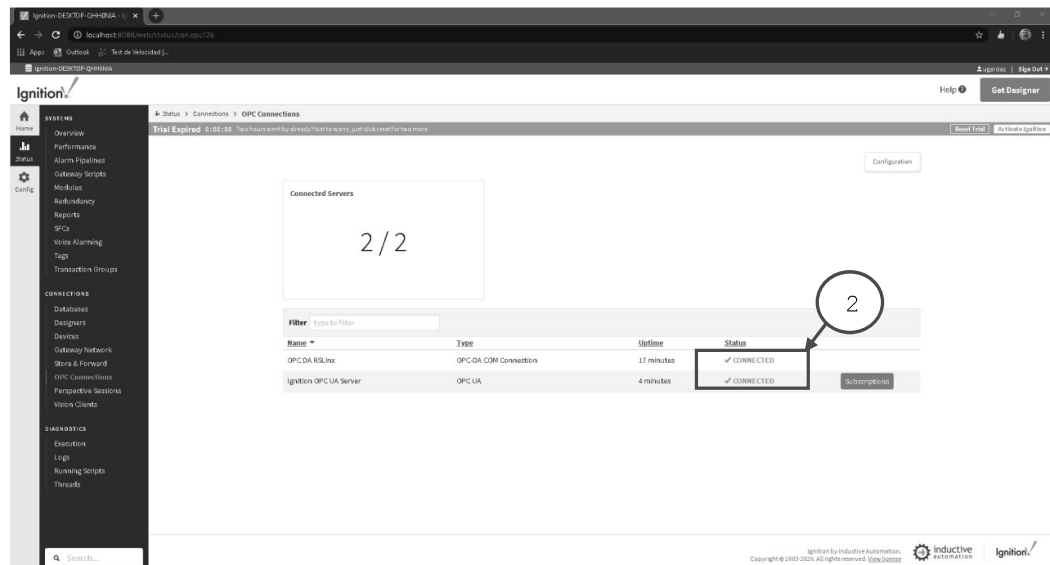 Ignition-DESKTOP-QHH0NIA - Ig
localhost:8088/web/status/con.opc?26
Apps Outlook Test de Velocidad |...
Ignition-DESKTOP-QHH0NIA
ugardaz | Sign Out
Ignition
Help
Get Designer
Home
Status
Config
Status > Connections > OPC Connections
Trial Expired 0:00:00 Two hours went by already? Not to worry, just click reset for two more.
Reset Trial
Activate Ignition
SYSTEMS
Overview
Performance
Alarm Pipelines
Gateway Scripts
Modules
Redundancy
Reports
SFCs
Voice Alarming
Tags
Transaction Groups
CONNECTIONS
Databases
Designers
Devices
Gateway Network
Store & Forward
OPC Connections
Perspective Sessions
Vision Clients
DIAGNOSTICS
Execution
Logs
Running Scripts
Threads
Search...
Configuration
Connected Servers
2 / 2
2
Filter type to filter
Name Type Uptime Status
OPC DA RSLinx OPC-DA COM Connection 17 minutes CONNECTED
Ignition OPC UA Server OPC UA 4 minutes CONNECTED Subscriptions
Ignition by Inductive Automation.
Copyright © 2003-2020. All rights reserved. View license
inductive automation
Ignition